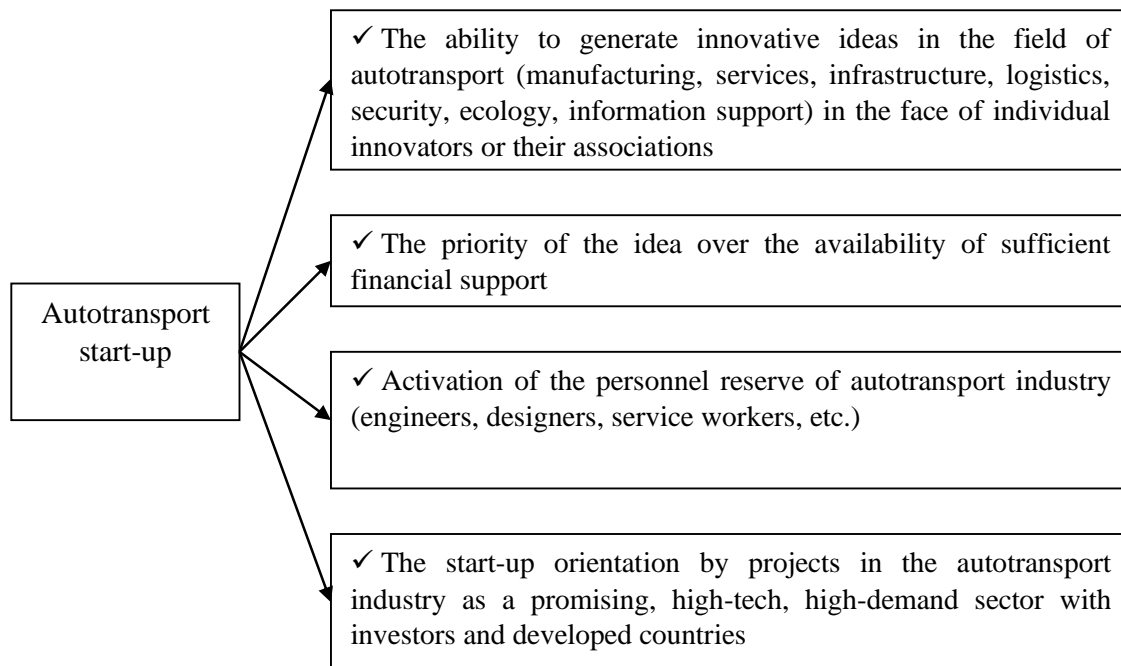 ✓ The ability to generate innovative ideas in the field of
autotransport (manufacturing, services, infrastructure, logistics,
security, ecology, information support) in the face of individual
innovators or their associations
✓ The priority of the idea over the availability of sufficient
financial support
Autotransport
start-up
✓ Activation of the personnel reserve of autotransport industry
(engineers, designers, service workers, etc.)
✓ The start-up orientation by projects in the autotransport
industry as a promising, high-tech, high-demand sector with
investors and developed countries